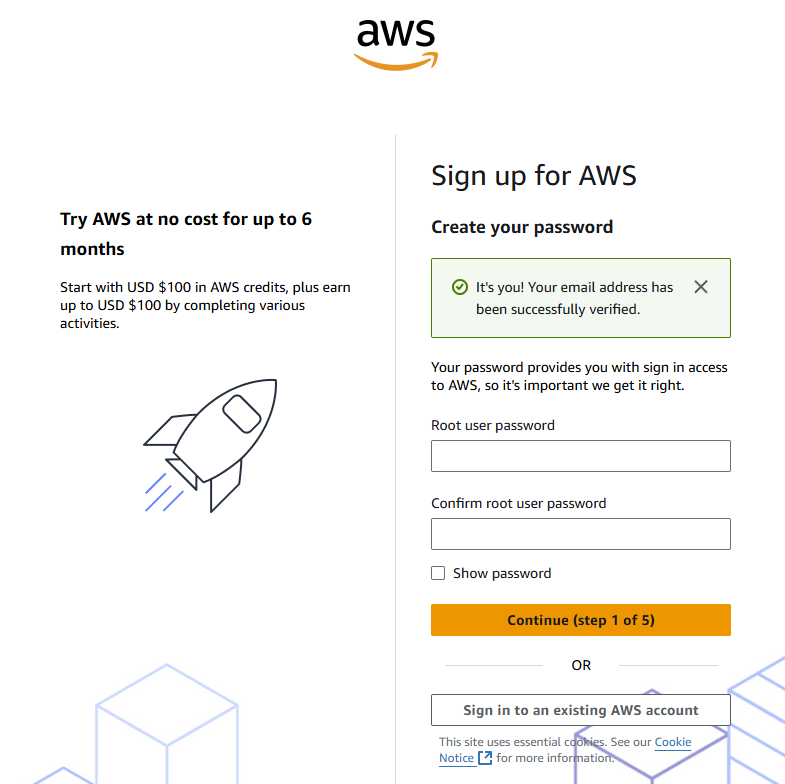 aws
Try AWS at no cost for up to 6
months
Start with USD $100 in AWS credits, plus earn
up to USD $100 by completing various
activities.
Sign up for AWS
Create your password
It's you! Your email address has
been successfully verified.
Your password provides you with sign in access
to AWS, so it's important we get it right.
Root user password
Confirm root user password
Show password
Continue (step 1 of 5)
OR
Sign in to an existing AWS account
This site uses essential cookies. See our Cookie
Notice for more information.